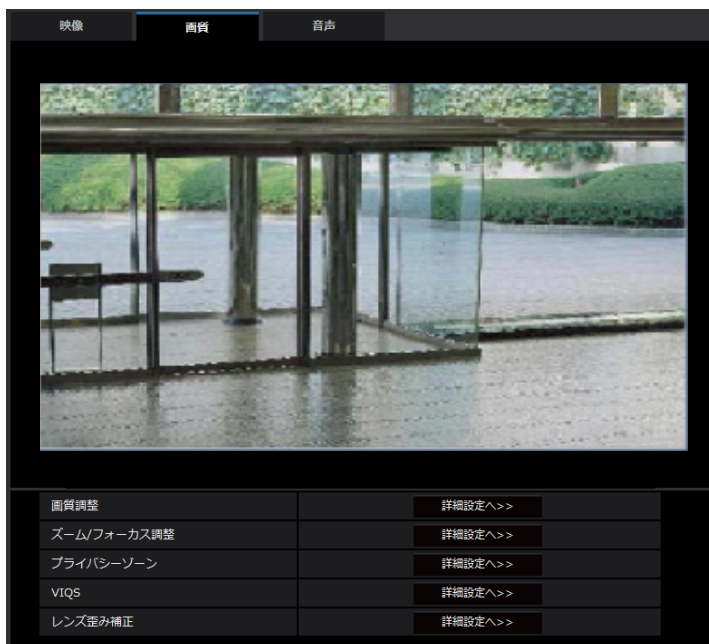 映像 画質 音声
画質調整 詳細設定へ>>
ズーム/フォーカス調整 詳細設定へ>>
プライバシーゾーン 詳細設定へ>>
VIQS 詳細設定へ>>
レンズ歪み補正 詳細設定へ>>